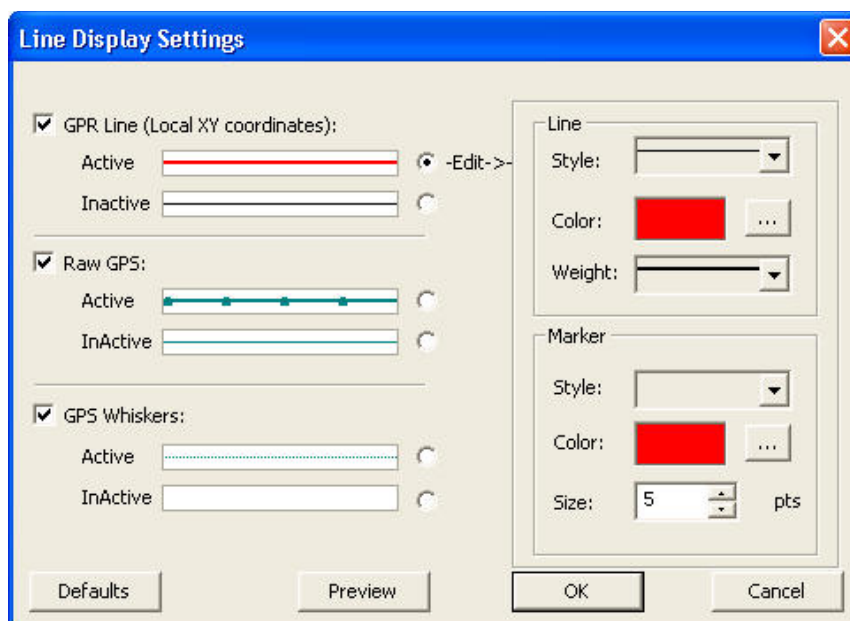 Line Display Settings
GPR Line (Local XY coordinates):
Active
-Edit->-
Inactive
Raw GPS:
Active
InActive
GPS Whiskers:
Active
InActive
Line
Style:
Color:
...
Weight:
Marker
Style:
Color:
...
Size:
5
pts
Defaults
Preview
OK
Cancel